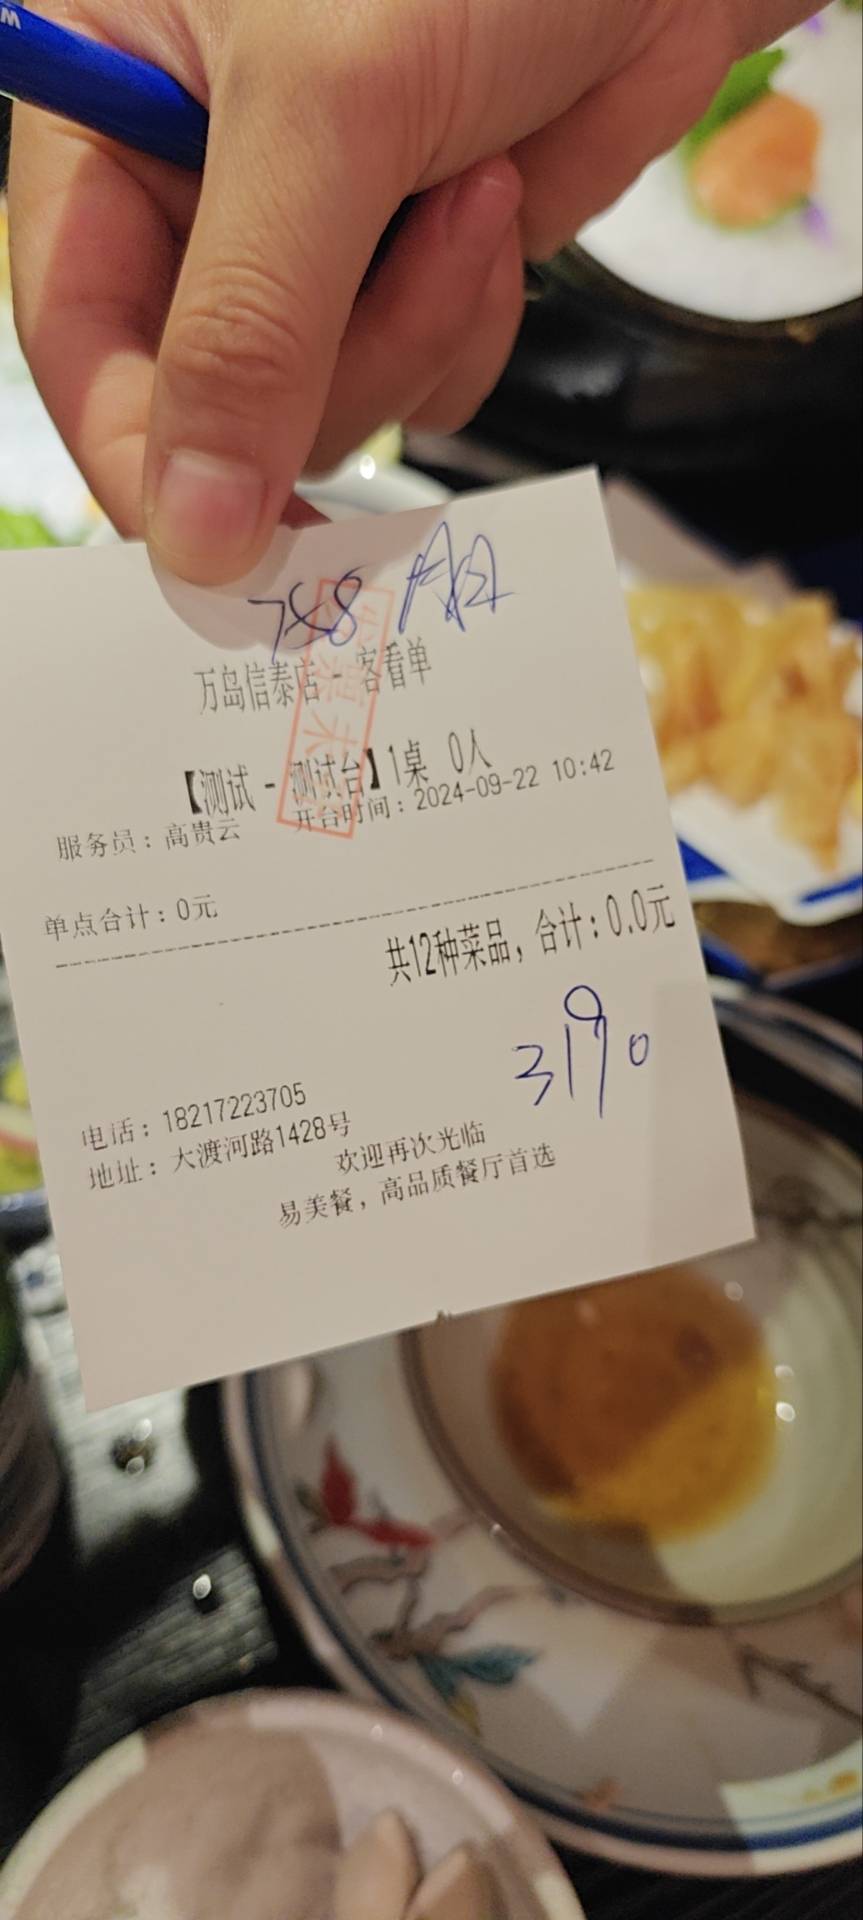 W
758
万岛信泰店 - 客看单
【测试 - 测试台】1桌 0人
服务员：高贵云 开台时间：2024-09-22 10:42
单点合计：0元
共12种菜品，合计：0.0元
3190
电话：18217223705
地址：大渡河路1428号
欢迎再次光临
易美餐，高品质餐厅首选